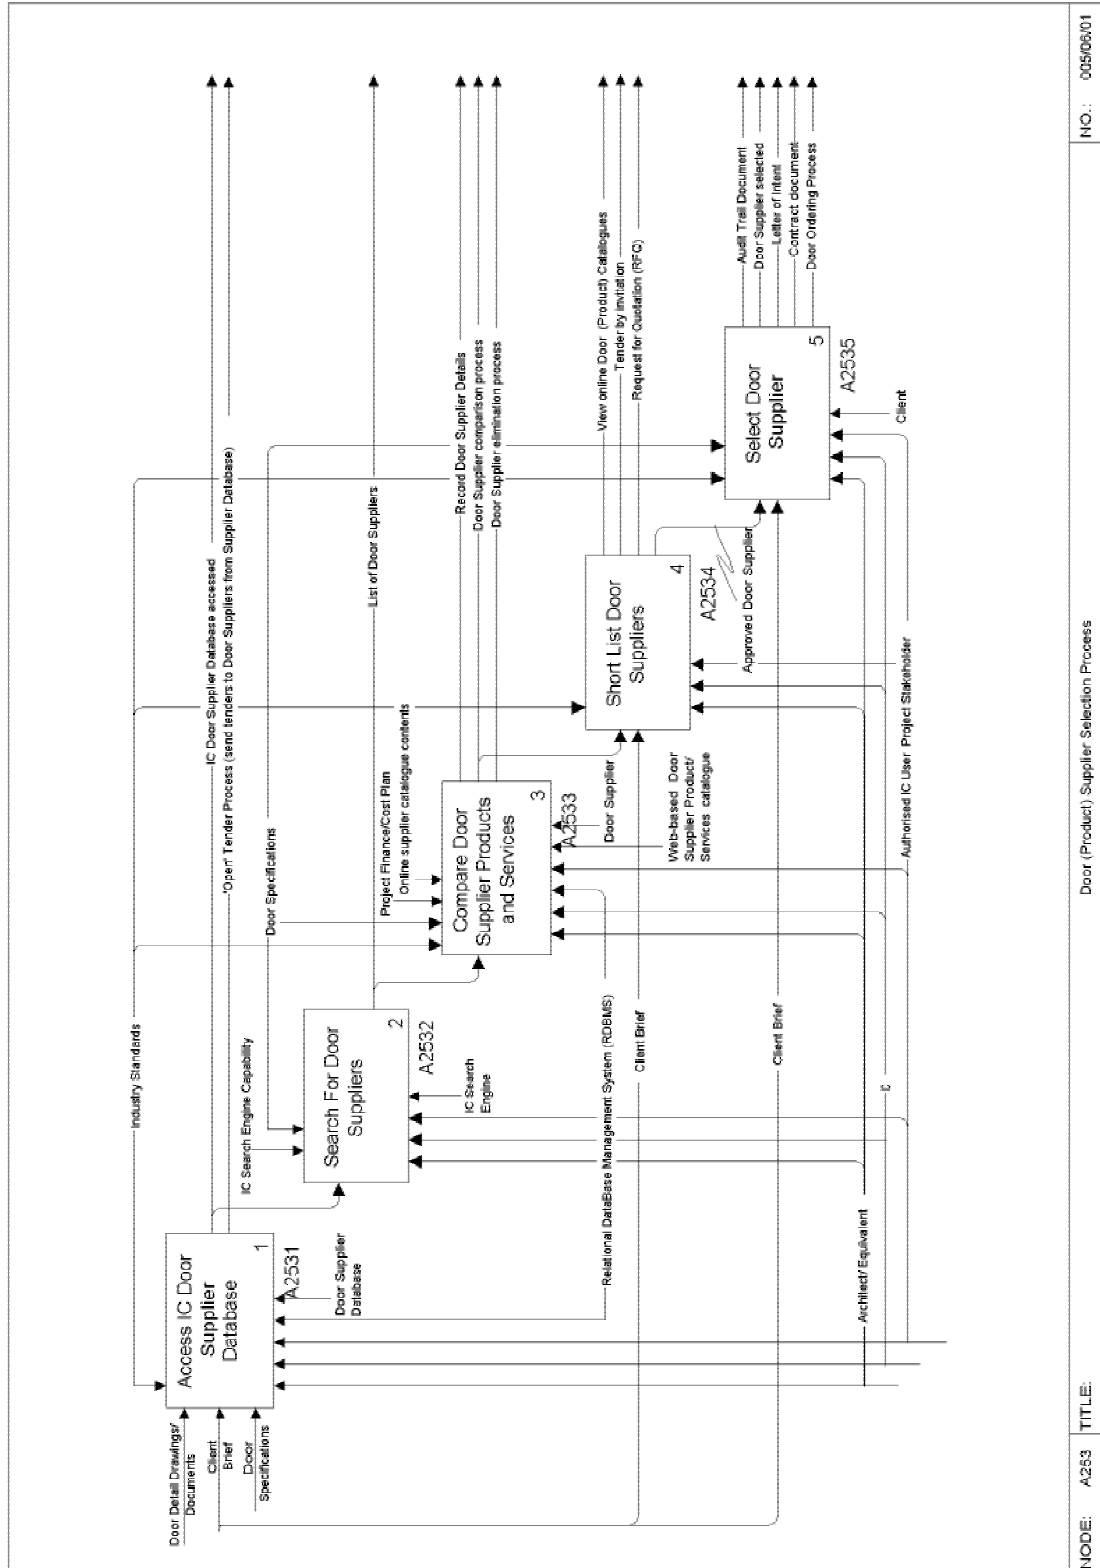 Industry Standards
IC Door Supplier Database accessed
"Open" Tender Process (send tenders to Door Suppliers from Supplier Database)
IC Search Engine Capability
Door Specifications
List of Door Suppliers
Project Finance/Cost Plan
Online supplier catalogue contents
Record Door Supplier Details
Door Supplier comparison process
Door Supplier elimination process
View online Door (Product) Catalogues
Tender by invitation
Request for Quotation (RFQ)
Audit Trail Document
Door Supplier selected
Letter of Intent
Contract document
Door Ordering Process
Door Detail Drawings/
Documents
Client
Brief
Door
Specifications
Access IC Door
Supplier
Database
1
A2531
Door Supplier
Database
Search For Door
Suppliers
2
A2532
IC Search
Engine
Compare Door
Supplier Products
and Services
3
A2533
Door Supplier
Web-based Door
Supplier Product/
Services catalogue
Short List Door
Suppliers
4
A2534
Approved Door Supplier
Select Door
Supplier
5
A2535
Client
Relational DataBase Management System (RDBMS)
Client Brief
Client Brief
Architect/ Equivalent
IC
Authorised IC User Project Stakeholder
NODE:
A253
TITLE:
Door (Product) Supplier Selection Process
NO.:
005/06/01